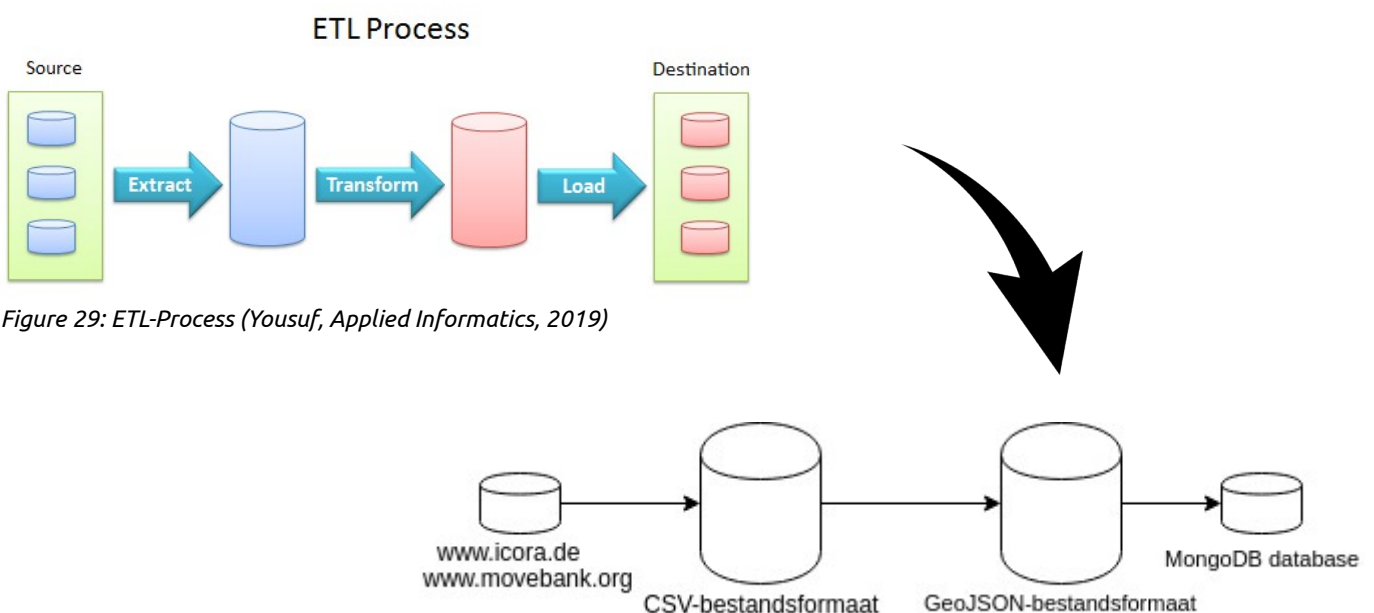 ETL Process
Source
Destination
Extract
Transform
Load
Figure 29: ETL-Process (Yousuf, Applied Informatics, 2019)
www.icora.de
www.movebank.org
CSV-bestandsformaat
GeoJSON-bestandsformaat
MongoDB database